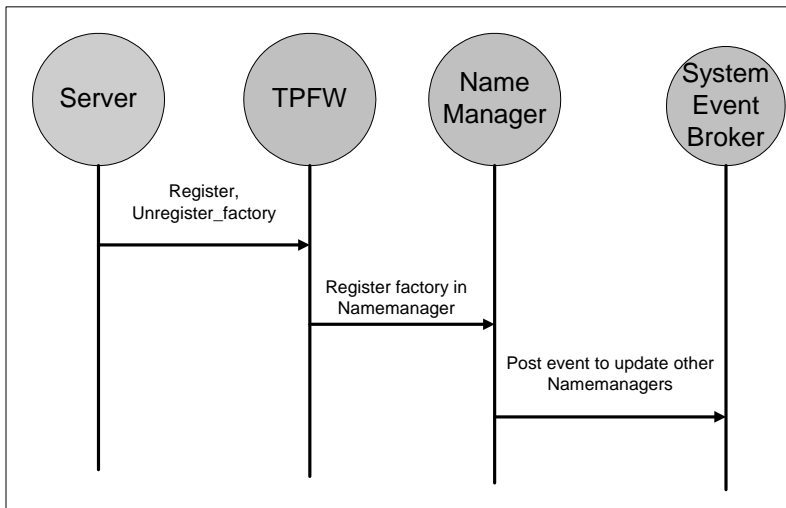 Server
TPFW
Name
Manager
System
Event
Broker
Register,
Unregister_factory
Register factory in
Namemanager
Post event to update other
Namemanagers